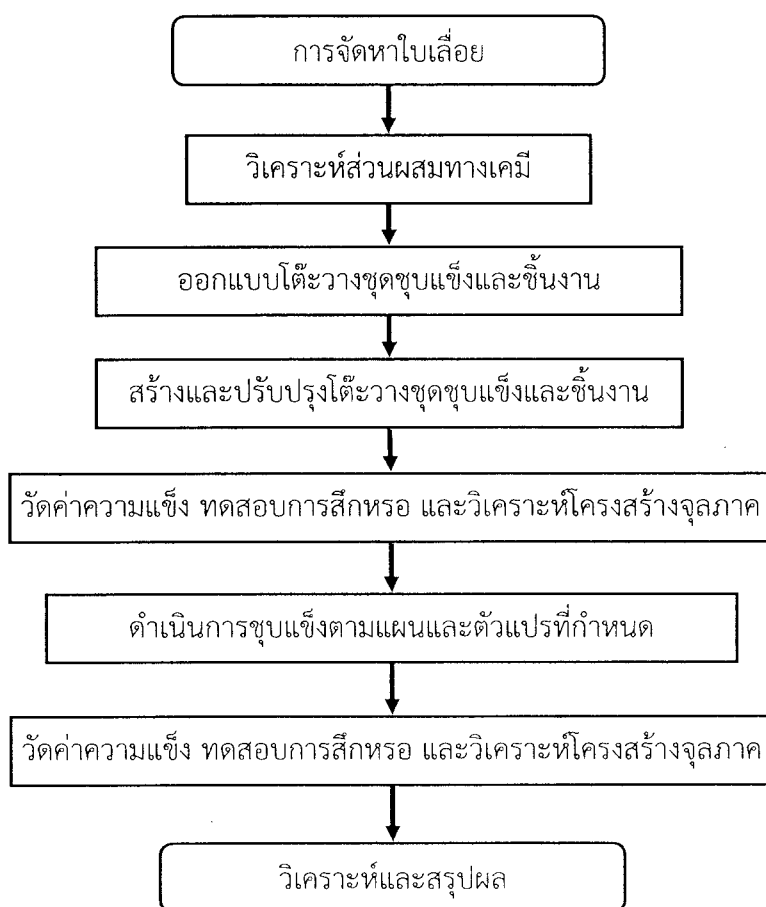 การจัดหาใบเลื่อย
วิเคราะห์ส่วนผสมทางเคมี
ออกแบบโต๊ะวางชุดชุบแข็งและชิ้นงาน
สร้างและปรับปรุงโต๊ะวางชุดชุบแข็งและชิ้นงาน
วัดค่าความแข็ง ทดสอบการสึกหรอ และวิเคราะห์โครงสร้างจุลภาค
ดำเนินการชุบแข็งตามแผนและตัวแปรที่กำหนด
วัดค่าความแข็ง ทดสอบการสึกหรอ และวิเคราะห์โครงสร้างจุลภาค
วิเคราะห์และสรุปผล